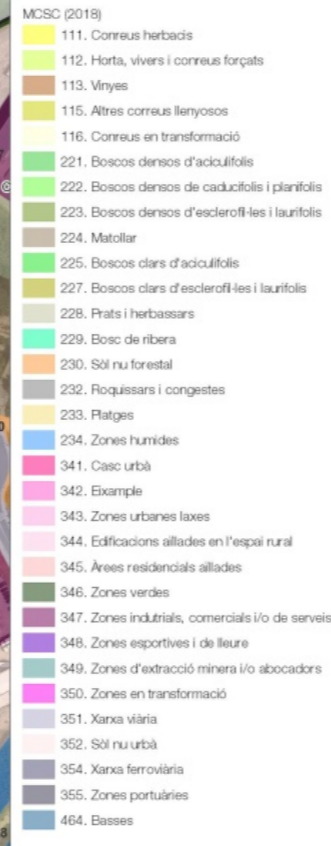 MCSC (2018)
111. Conreus herbacis
112. Horta, vivers i conreus forçats
113. Vinyes
115. Altres correus llenyosos
116. Conreus en transformació
221. Boscos densos d'aciculifolis
222. Boscos densos de caducifolis i planifolis
223. Boscos densos d'esclerofil·les i laurifolis
224. Matollar
225. Boscos clars d'aciculifolis
227. Boscos clars d'esclerofil·les i laurifolis
228. Prats i herbassars
229. Bosc de ribera
230. Sòl nu forestal
232. Roquissars i congestes
233. Platges
234. Zones humides
341. Casc urbà
342. Eixample
343. Zones urbanes laxes
344. Edificacions aïllades en l'espai rural
345. Àrees residencials aïllades
346. Zones verdes
347. Zones indutrials, comercials i/o de serveis
348. Zones esportives i de lleure
349. Zones d'extracció minera i/o abocadors
350. Zones en transformació
351. Xarxa viària
352. Sòl nu urbà
354. Xarxa ferroviària
355. Zones portuàries
464. Basses